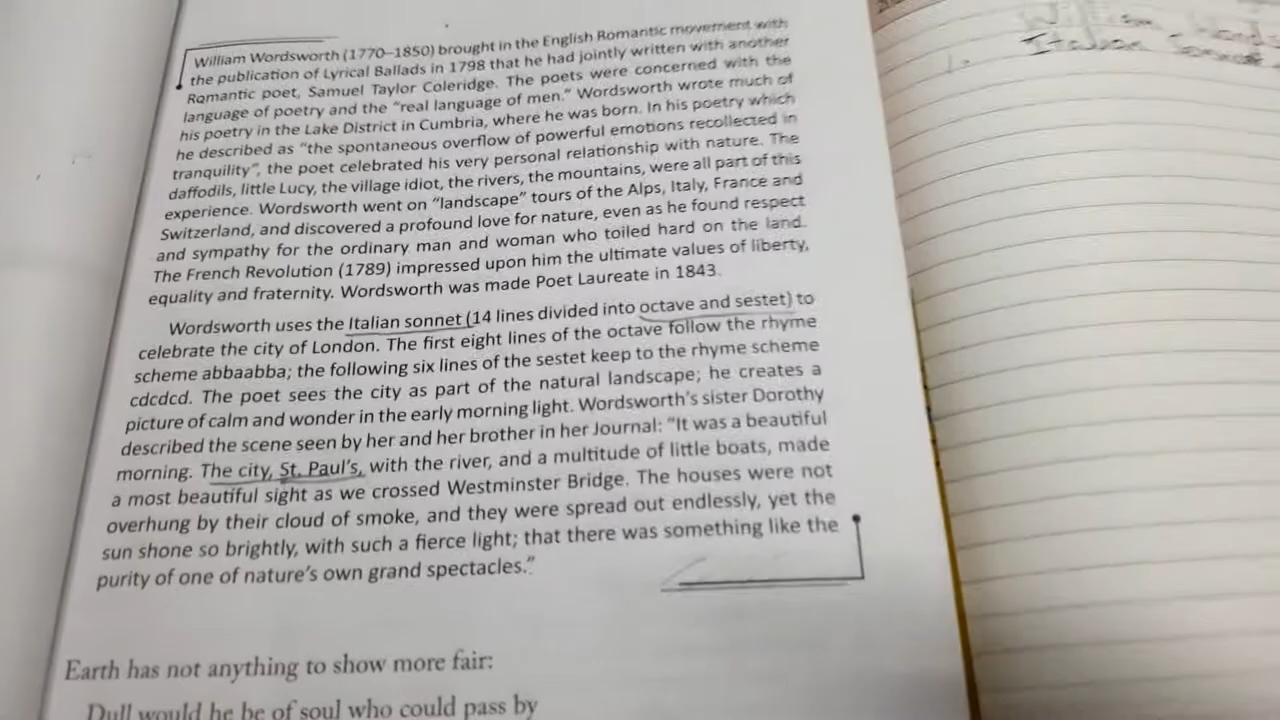 William Wordsworth (1770–1850) brought in the English Romantic movement with
the publication of Lyrical Ballads in 1798 that he had jointly written with another
Romantic poet, Samuel Taylor Coleridge. The poets were concerned with the
language of poetry and the “real language of men.” Wordsworth wrote much of
his poetry in the Lake District in Cumbria, where he was born. In his poetry which
he described as “the spontaneous overflow of powerful emotions recollected in
tranquility”, the poet celebrated his very personal relationship with nature. The
daffodils, little Lucy, the village idiot, the rivers, the mountains, were all part of this
experience. Wordsworth went on “landscape” tours of the Alps, Italy, France and
Switzerland, and discovered a profound love for nature, even as he found respect
and sympathy for the ordinary man and woman who toiled hard on the land.
The French Revolution (1789) impressed upon him the ultimate values of liberty,
equality and fraternity. Wordsworth was made Poet Laureate in 1843.
Wordsworth uses the Italian sonnet (14 lines divided into octave and sestet) to
celebrate the city of London. The first eight lines of the octave follow the rhyme
scheme abbaabba; the following six lines of the sestet keep to the rhyme scheme
cdcdcd. The poet sees the city as part of the natural landscape; he creates a
picture of calm and wonder in the early morning light. Wordsworth’s sister Dorothy
described the scene seen by her and her brother in her Journal: “It was a beautiful
morning. The city, St. Paul’s, with the river, and a multitude of little boats, made
a most beautiful sight as we crossed Westminster Bridge. The houses were not
overhung by their cloud of smoke, and they were spread out endlessly, yet the
sun shone so brightly, with such a fierce light; that there was something like the
purity of one of nature’s own grand spectacles.”
Earth has not anything to show more fair:
Dull would he be of soul who could pass by
Italian